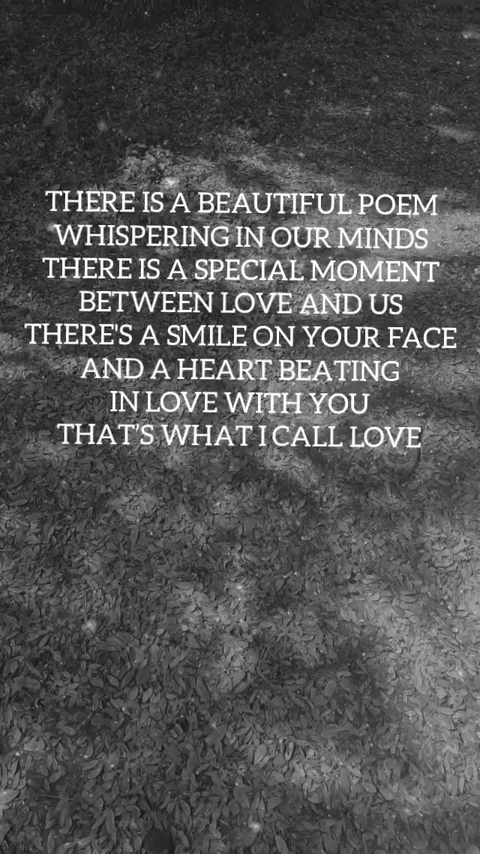 THERE IS A BEAUTIFUL POEM
WHISPERING IN OUR MINDS
THERE IS A SPECIAL MOMENT
BETWEEN LOVE AND US
THERE'S A SMILE ON YOUR FACE
AND A HEART BEATING
IN LOVE WITH YOU
THAT'S WHAT I CALL LOVE